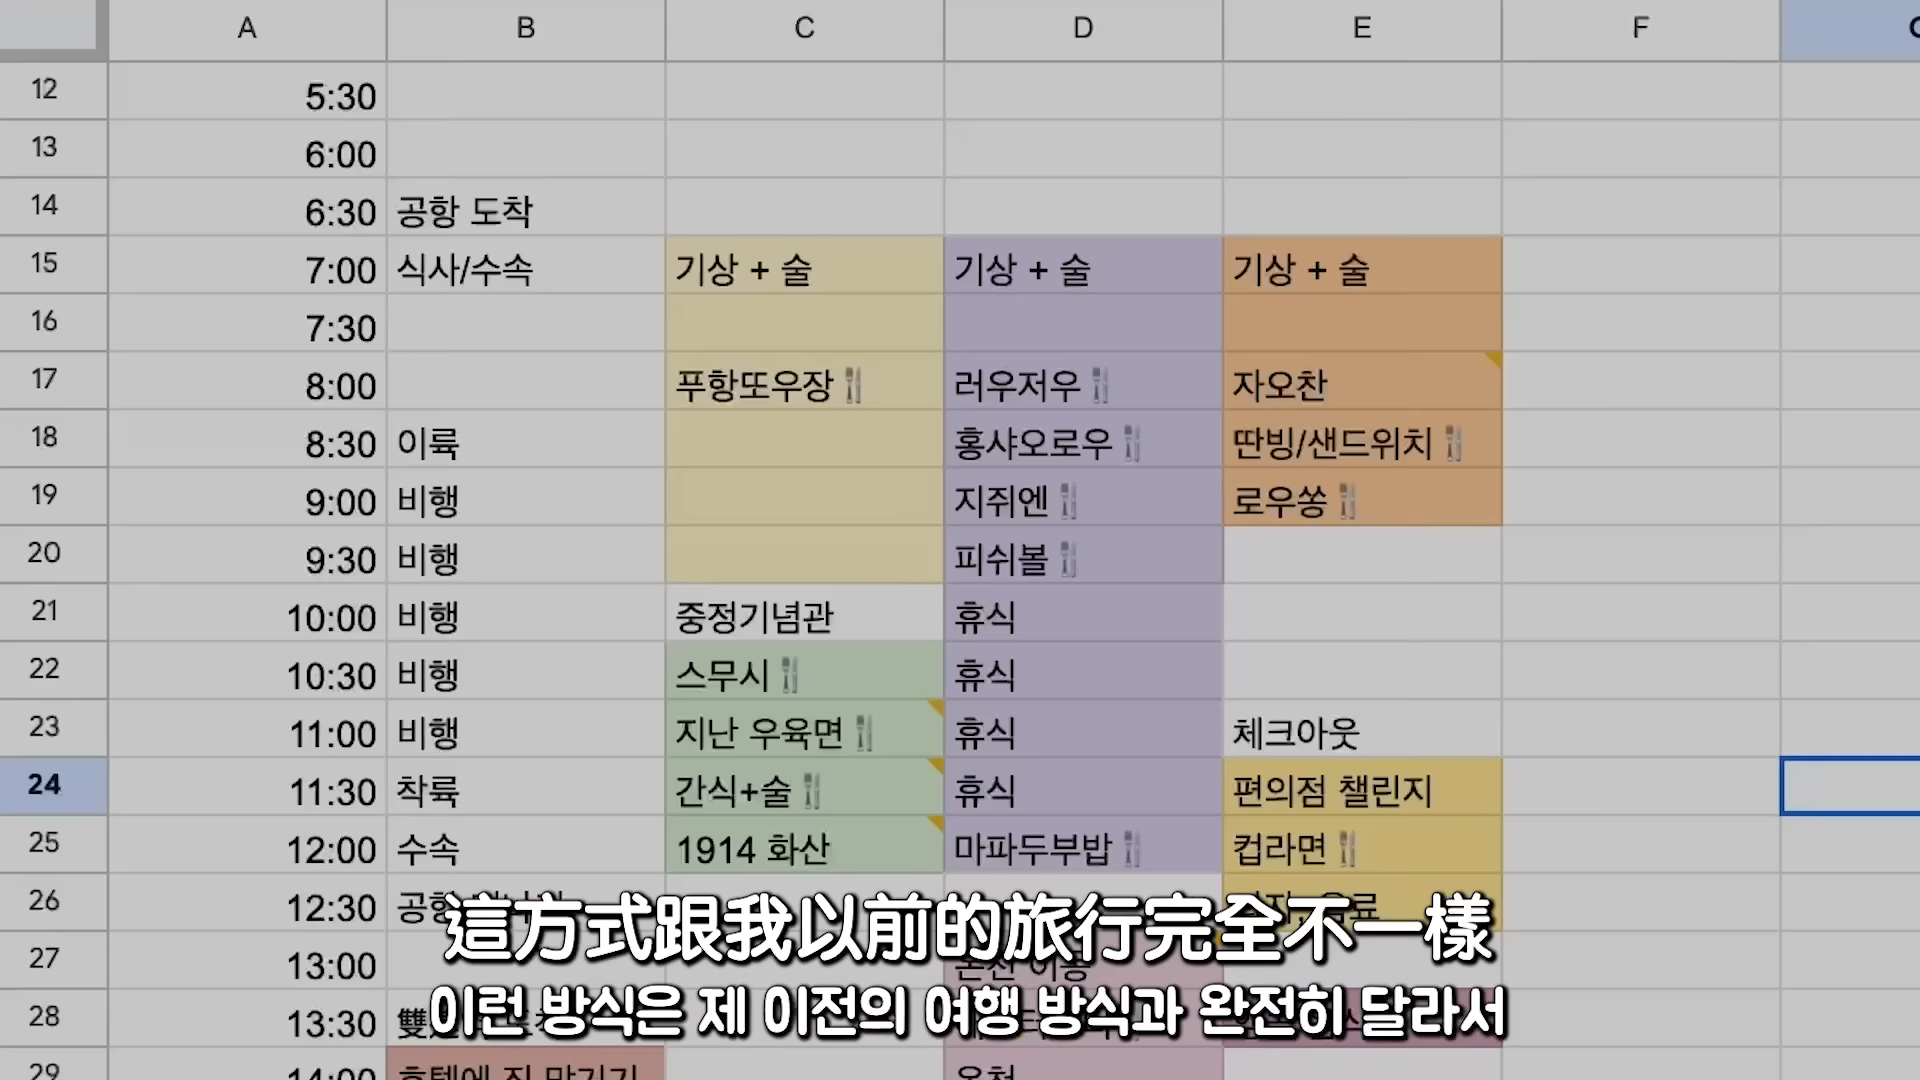 A B C D E F
12 5:30
13 6:00
14 6:30 공항 도착
15 7:00 식사/수속 기상 + 술 기상 + 술 기상 + 술
16 7:30
17 8:00 푸항또우장🍴 러우저우🍴 자오찬
18 8:30 이륙 홍샤오로우🍴 딴빙/샌드위치🍴
19 9:00 비행 지쥐엔🍴 로우쏭🍴
20 9:30 비행 피쉬볼🍴
21 10:00 비행 중정기념관 휴식
22 10:30 비행 스무시🍴 휴식
23 11:00 비행 지난 우육면🍴 휴식 체크아웃
24 11:30 착륙 간식+술🍴 휴식 편의점 챌린지
25 12:00 수속 1914 화산 마파두부밥🍴 컵라면🍴
26 12:30
27 13:00
28 13:30
29 14:00 온천
這方式跟我以前的旅行完全不一樣
이런 방식은 제 이전의 여행 방식과 완전히 달라서